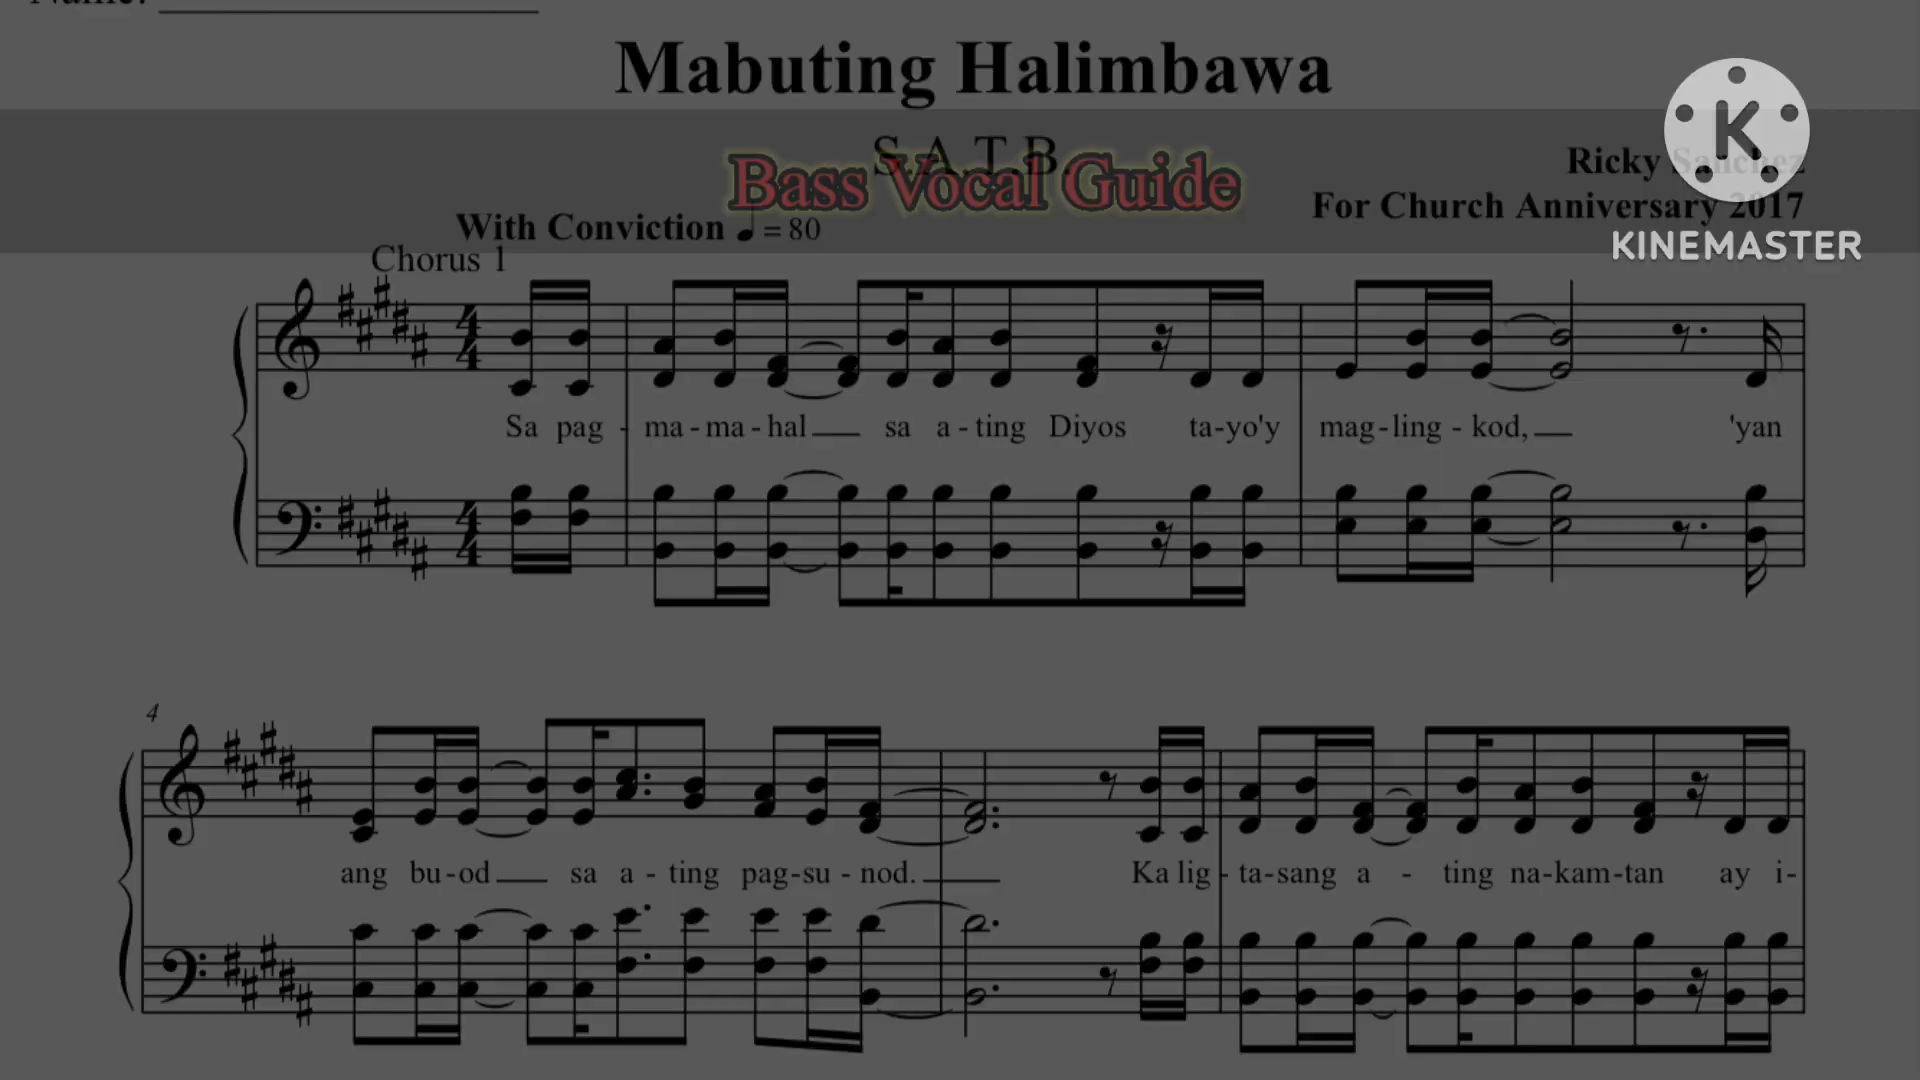 Name:
Mabuting Halimbawa
S.A.T.B.
Bass Vocal Guide
Ricky Sanchez
For Church Anniversary 2017
K
KINEMASTER
With Conviction ♩ = 80
Chorus 1
Sa pag - ma - ma - hal sa a - ting Diyos ta-yo'y mag - ling - kod, 'yan
4
ang bu - od sa a - ting pag - su - nod. Ka lig - ta - sang a - ting na - kam - tan ay i -